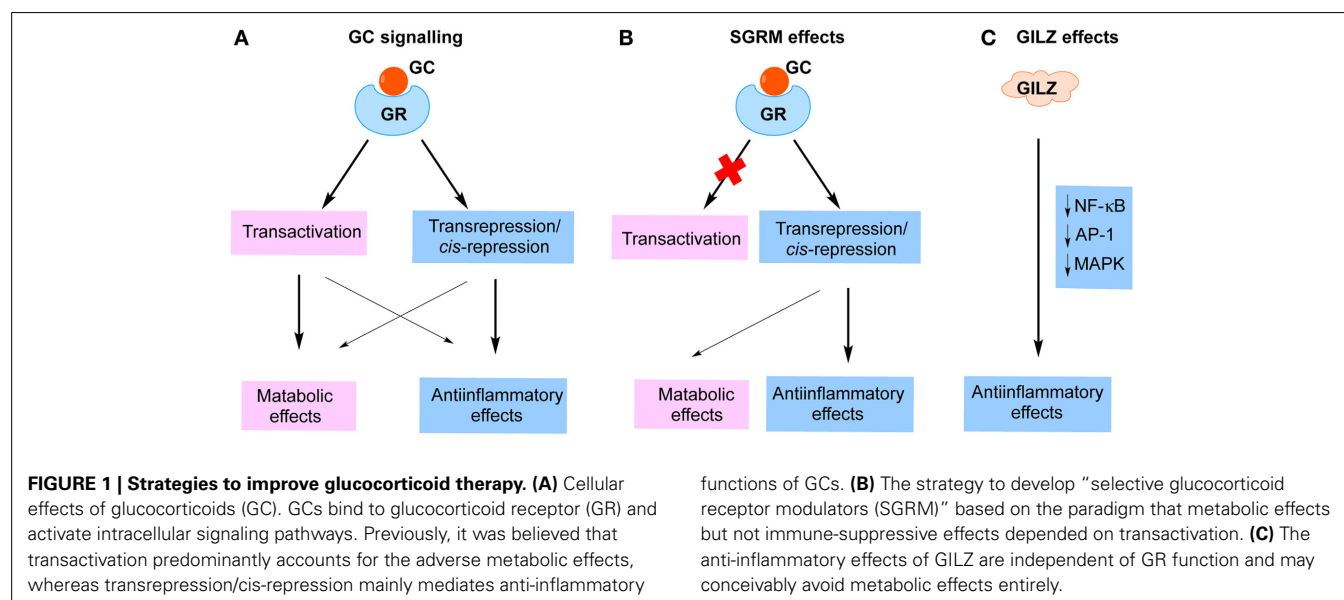 A GC signalling
GC
GR
Transactivation
Transrepression/
cis-repression
Matabolic
effects
Antiinflammatory
effects
B SGRM effects
GC
GR
Transactivation
Transrepression/
cis-repression
Matabolic
effects
Antiinflammatory
effects
C GILZ effects
GILZ
↓ NF-κB
↓ AP-1
↓ MAPK
Antiinflammatory
effects
FIGURE 1 | Strategies to improve glucocorticoid therapy. (A) Cellular
effects of glucocorticoids (GC). GCs bind to glucocorticoid receptor (GR) and
activate intracellular signaling pathways. Previously, it was believed that
transactivation predominantly accounts for the adverse metabolic effects,
whereas transrepression/cis-repression mainly mediates anti-inflammatory
functions of GCs. (B) The strategy to develop “selective glucocorticoid
receptor modulators (SGRM)” based on the paradigm that metabolic effects
but not immune-suppressive effects depended on transactivation. (C) The
anti-inflammatory effects of GILZ are independent of GR function and may
conceivably avoid metabolic effects entirely.